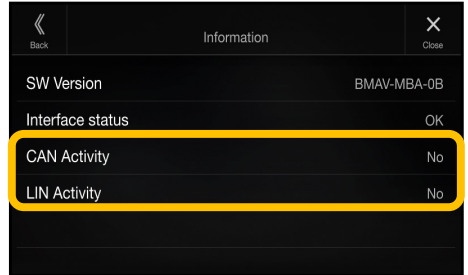 Back
Information
Close
SW Version BMAV-MBA-0B
Interface status OK
CAN Activity No
LIN Activity No